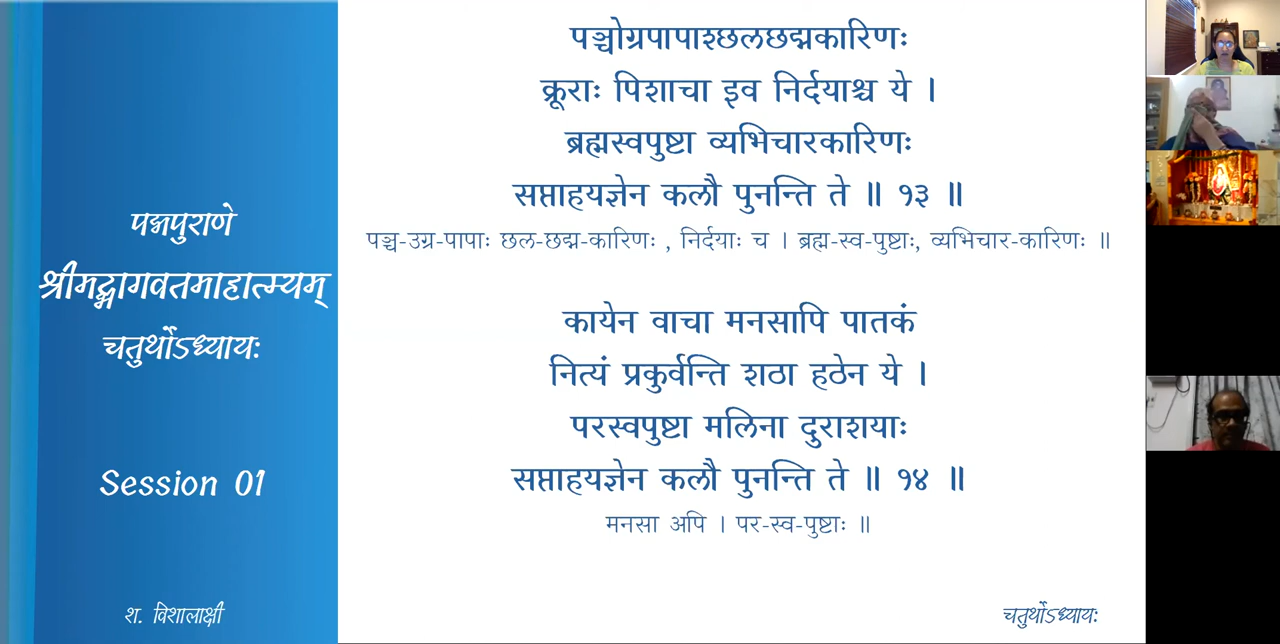 पद्मपुराणे
श्रीमद्भागवतमाहात्म्यम्
चतुर्थोऽध्यायः
Session 01
श. विशालाक्षी
पञ्चोग्रपापाश्छलछद्मकारिणः
क्रूराः पिशाचा इव निर्दयाश्च ये ।
ब्रह्मस्वपुष्टा व्यभिचारकारिणः
सप्ताहयज्ञेन कलौ पुनन्ति ते ॥ १३ ॥
पञ्च-उग्र-पापाः छल-छद्म-कारिणः , निर्दयाः च । ब्रह्म-स्व-पुष्टाः, व्यभिचार-कारिणः ॥
कायेन वाचा मनसापि पातकं
नित्यं प्रकुर्वन्ति शठा हठेन ये ।
परस्वपुष्टा मलिना दुराशयाः
सप्ताहयज्ञेन कलौ पुनन्ति ते ॥ १४ ॥
मनसा अपि । पर-स्व-पुष्टाः ॥
चतुर्थोऽध्यायः